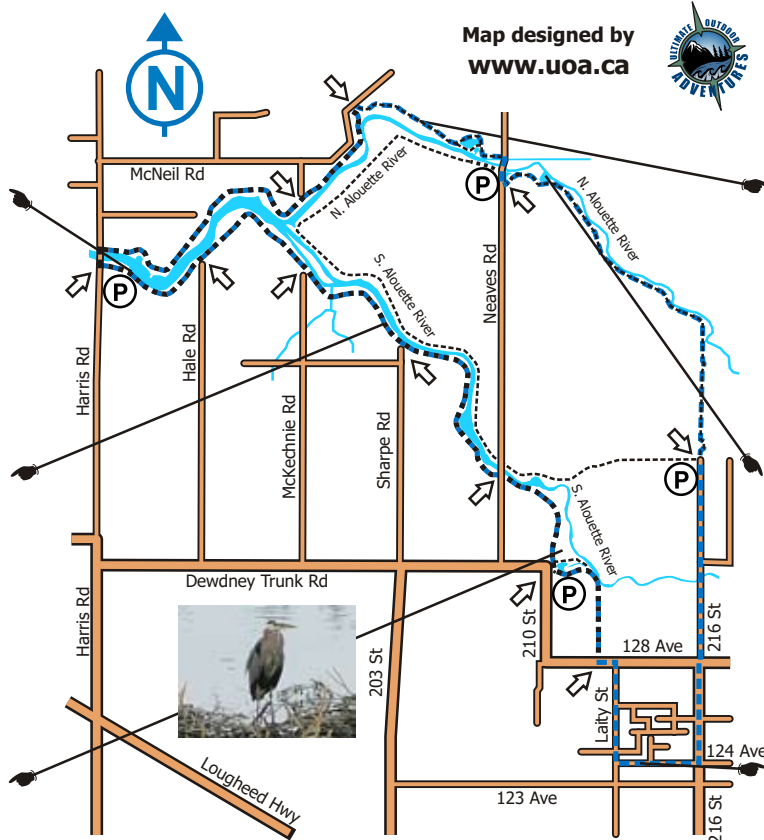 Map designed by
www.uoa.ca
ULTIMATE OUTDOOR
ADVENTURES
N
McNeil Rd
N. Alouette River
P
N. Alouette River
S. Alouette River
Neaves Rd
P
Harris Rd
Hale Rd
McKechnie Rd
Sharpe Rd
P
S. Alouette River
Dewdney Trunk Rd
P
Harris Rd
203 St
210 St
128 Ave
216 St
Laity St
124 Ave
Lougheed Hwy
123 Ave
216 St